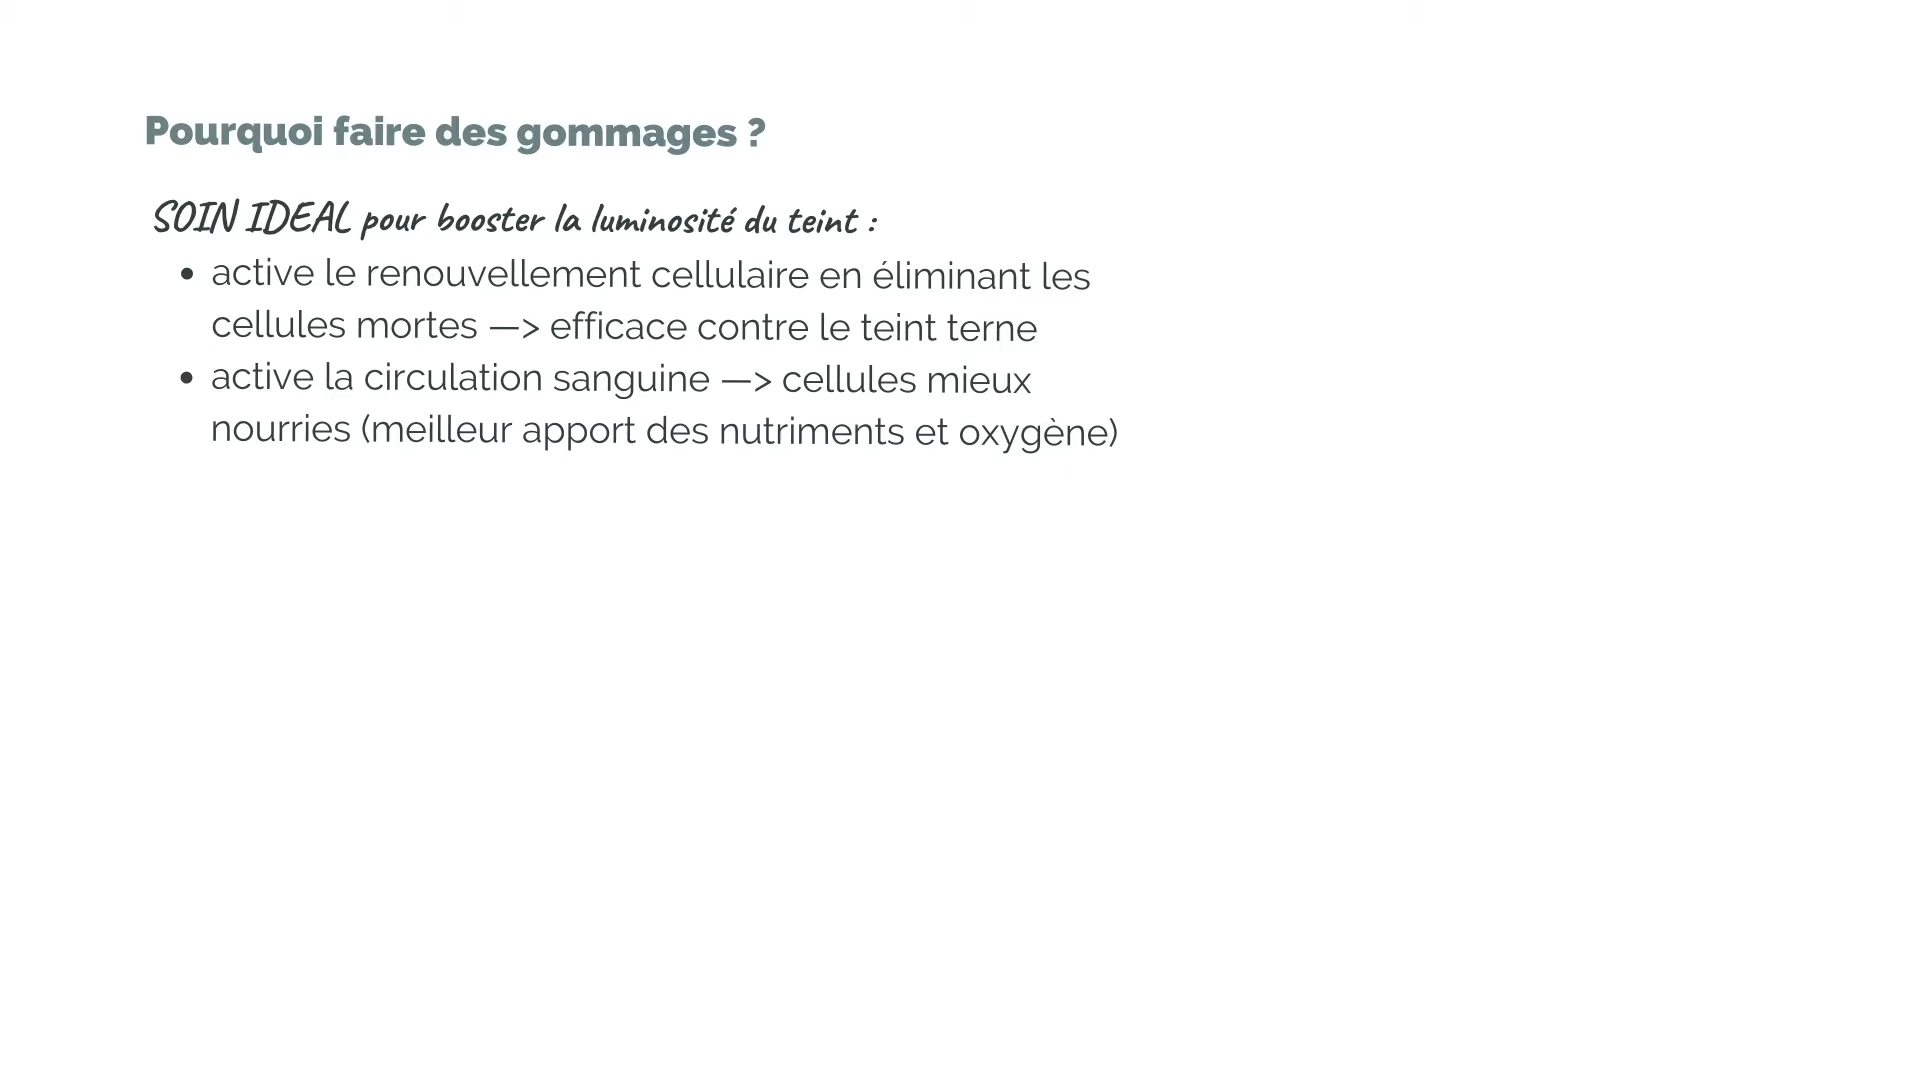 Pourquoi faire des gommages ?
SOIN IDEAL pour booster la luminosité du teint :
• active le renouvellement cellulaire en éliminant les
cellules mortes —> efficace contre le teint terne
• active la circulation sanguine —> cellules mieux
nourries (meilleur apport des nutriments et oxygène)